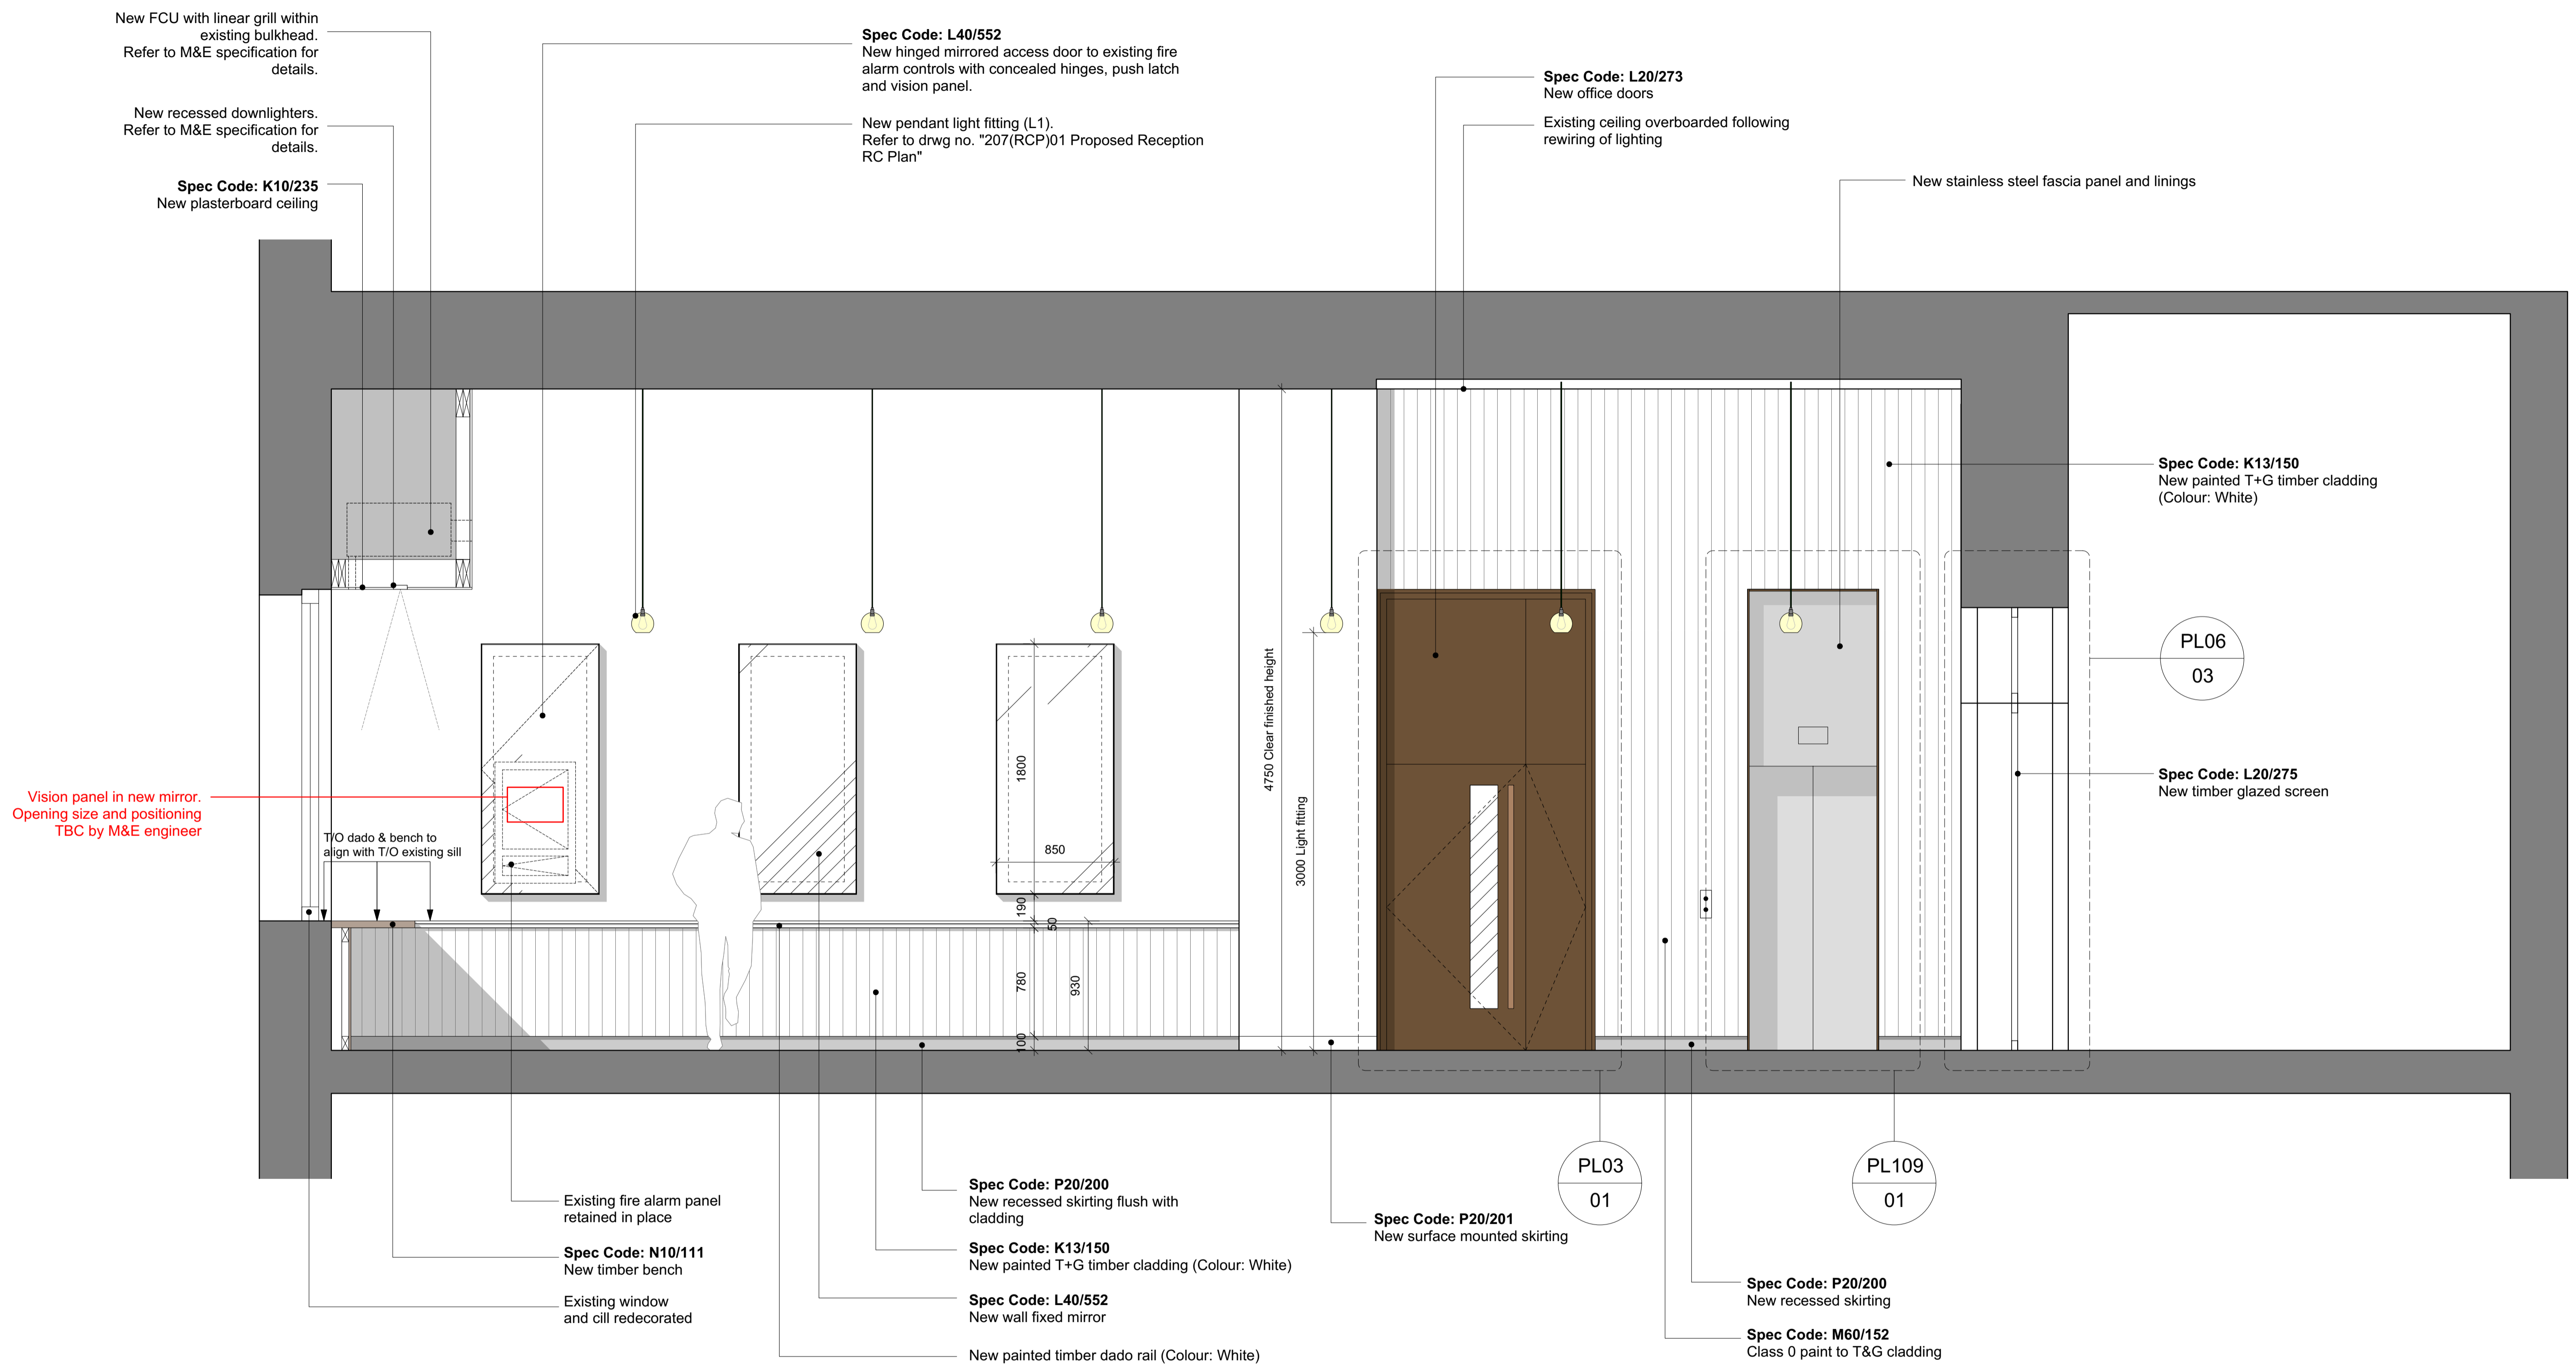 New FCU with linear grill within
existing bulkhead.
Refer to M&E specification for
details.
New recessed downlighters.
Refer to M&E specification for
details.
Spec Code: K10/235
New plasterboard ceiling
Spec Code: L40/552
New hinged mirrored access door to existing fire
alarm controls with concealed hinges, push latch
and vision panel.
New pendant light fitting (L1).
Refer to drwg no. "207(RCP)01 Proposed Reception
RC Plan"
Spec Code: L20/273
New office doors
Existing ceiling overboarded following
rewiring of lighting
New stainless steel fascia panel and linings
Spec Code: K13/150
New painted T+G timber cladding
(Colour: White)
PL06
03
Spec Code: L20/275
New timber glazed screen
Vision panel in new mirror.
Opening size and positioning
TBC by M&E engineer
T/O dado & bench to
align with T/O existing sill
1800
850
190
50
780
930
100
4750 Clear finished height
3000 Light fitting
PL03
01
PL109
01
Existing fire alarm panel
retained in place
Spec Code: N10/111
New timber bench
Existing window
and cill redecorated
Spec Code: P20/200
New recessed skirting flush with
cladding
Spec Code: K13/150
New painted T+G timber cladding (Colour: White)
Spec Code: L40/552
New wall fixed mirror
New painted timber dado rail (Colour: White)
Spec Code: P20/201
New surface mounted skirting
Spec Code: P20/200
New recessed skirting
Spec Code: M60/152
Class 0 paint to T&G cladding